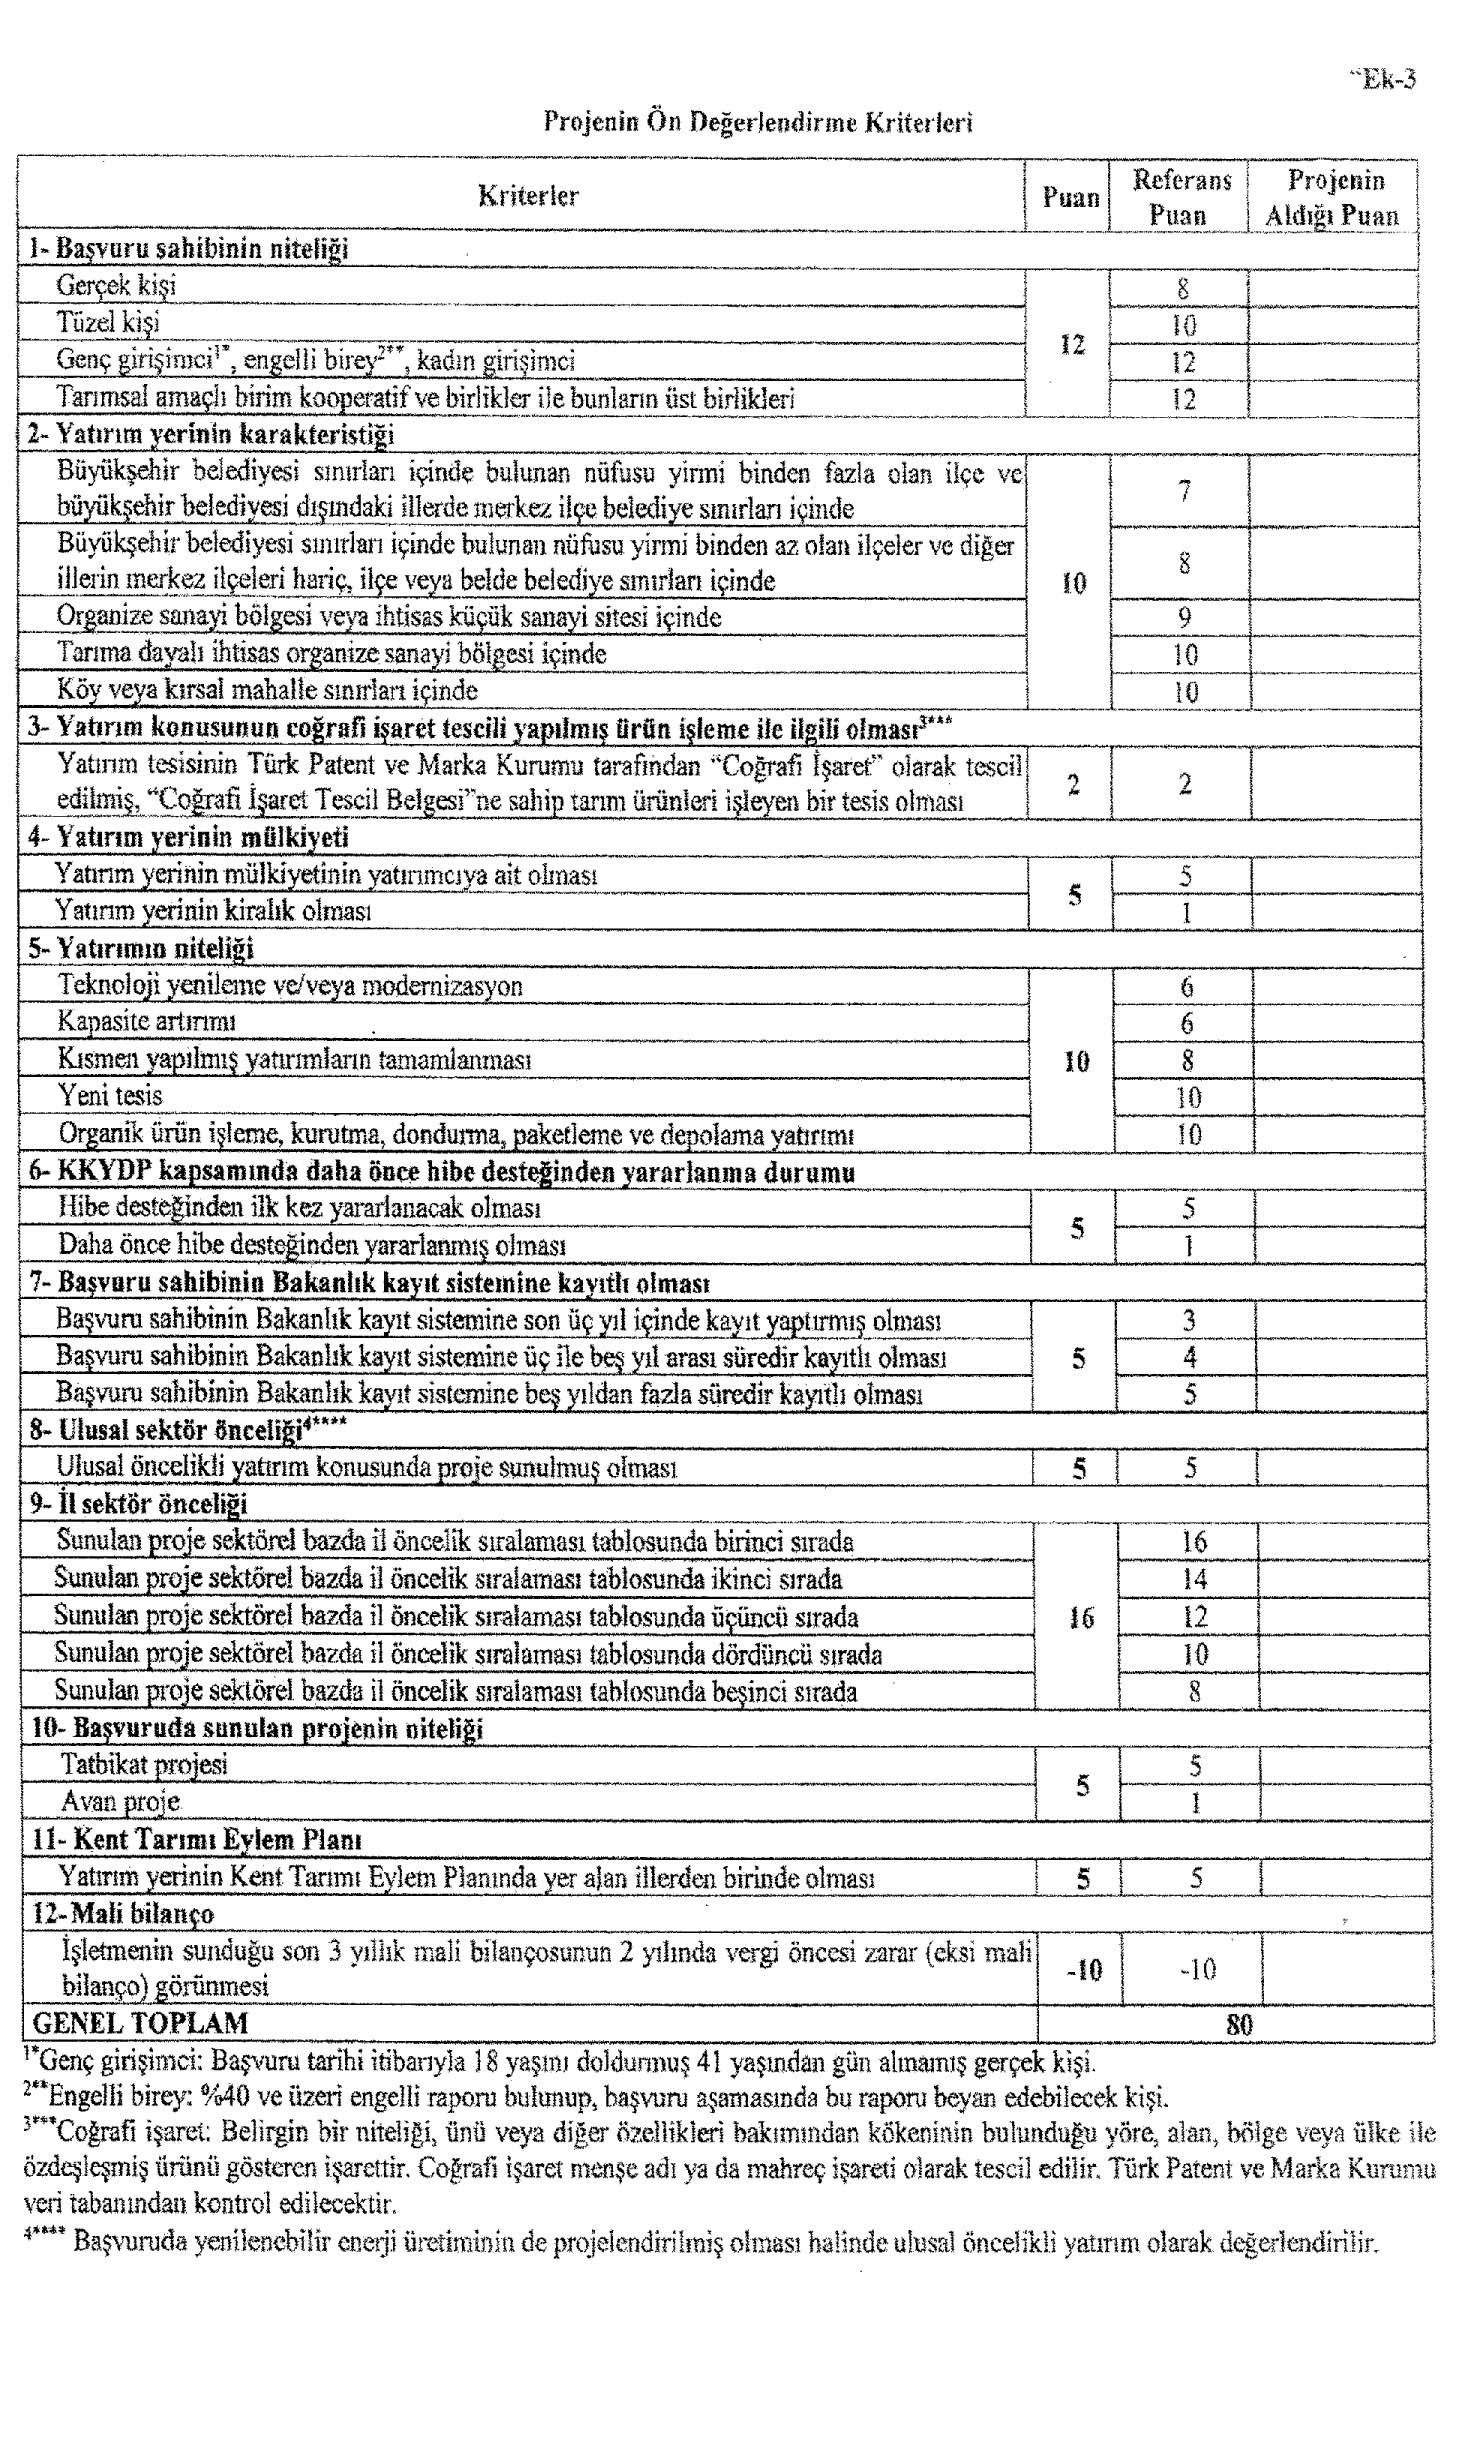 “Ek-3
Projenin Ön Değerlendirme Kriterleri
Kriterler
Puan
Referans
Puan
Projenin
Aldığı Puan
1- Başvuru sahibinin niteliği
Gerçek kişi
8
Tüzel kişi
10
12
Genç girişimci1*, engelli birey2**, kadın girişimci
12
Tarımsal amaçlı birim kooperatif ve birlikler ile bunların üst birlikleri
12
2- Yatırım yerinin karakteristiği
Büyükşehir belediyesi sınırları içinde bulunan nüfusu yirmi binden fazla olan ilçe ve
büyükşehir belediyesi dışındaki illerde merkez ilçe belediye sınırları içinde
7
Büyükşehir belediyesi sınırları içinde bulunan nüfusu yirmi binden az olan ilçeler ve diğer
illerin merkez ilçeleri hariç, ilçe veya belde belediye sınırları içinde
8
10
Organize sanayi bölgesi veya ihtisas küçük sanayi sitesi içinde
9
Tarıma dayalı ihtisas organize sanayi bölgesi içinde
10
Köy veya kırsal mahalle sınırları içinde
10
3- Yatırım konusunun coğrafi işaret tescili yapılmış ürün işleme ile ilgili olması3***
Yatırım tesisinin Türk Patent ve Marka Kurumu tarafından “Coğrafi İşaret” olarak tescil
edilmiş, “Coğrafi İşaret Tescil Belgesi”ne sahip tarım ürünleri işleyen bir tesis olması
2
2
4- Yatırım yerinin mülkiyeti
Yatırım yerinin mülkiyetinin yatırımcıya ait olması
5
5
Yatırım yerinin kiralık olması
1
5- Yatırımın niteliği
Teknoloji yenileme ve/veya modernizasyon
6
Kapasite artırımı
6
Kısmen yapılmış yatırımların tamamlanması
10
8
Yeni tesis
10
Organik ürün işleme, kurutma, dondurma, paketleme ve depolama yatırımı
10
6- KKYDP kapsamında daha önce hibe desteğinden yararlanma durumu
Hibe desteğinden ilk kez yararlanacak olması
5
5
Daha önce hibe desteğinden yararlanmış olması
1
7- Başvuru sahibinin Bakanlık kayıt sistemine kayıtlı olması
Başvuru sahibinin Bakanlık kayıt sistemine son üç yıl içinde kayıt yaptırmış olması
3
Başvuru sahibinin Bakanlık kayıt sistemine üç ile beş yıl arası süredir kayıtlı olması
5
4
Başvuru sahibinin Bakanlık kayıt sistemine beş yıldan fazla süredir kayıtlı olması
5
8- Ulusal sektör önceliği4****
Ulusal öncelikli yatırım konusunda proje sunulmuş olması
5
5
9- İl sektör önceliği
Sunulan proje sektörel bazda il öncelik sıralaması tablosunda birinci sırada
16
Sunulan proje sektörel bazda il öncelik sıralaması tablosunda ikinci sırada
14
Sunulan proje sektörel bazda il öncelik sıralaması tablosunda üçüncü sırada
16
12
Sunulan proje sektörel bazda il öncelik sıralaması tablosunda dördüncü sırada
10
Sunulan proje sektörel bazda il öncelik sıralaması tablosunda beşinci sırada
8
10- Başvuruda sunulan projenin niteliği
Tatbikat projesi
5
5
Avan proje
1
11- Kent Tarımı Eylem Planı
Yatırım yerinin Kent Tarımı Eylem Planında yer alan illerden birinde olması
5
5
12-Mali bilanço
İşletmenin sunduğu son 3 yıllık mali bilançosunun 2 yılında vergi öncesi zarar (eksi mali
bilanço) görünmesi
-10
-10
GENEL TOPLAM
80
1*Genç girişimci: Başvuru tarihi itibarıyla 18 yaşını doldurmuş 41 yaşından gün almamış gerçek kişi.
2**Engelli birey: %40 ve üzeri engelli raporu bulunup, başvuru aşamasında bu raporu beyan edebilecek kişi.
3***Coğrafi işaret: Belirgin bir niteliği, ünü veya diğer özellikleri bakımından kökeninin bulunduğu yöre, alan, bölge veya ülke ile
özdeşleşmiş ürünü gösteren işarettir. Coğrafi işaret menşe adı ya da mahreç işareti olarak tescil edilir. Türk Patent ve Marka Kurumu
veri tabanından kontrol edilecektir.
4**** Başvuruda yenilenebilir enerji üretiminin de projelendirilmiş olması halinde ulusal öncelikli yatırım olarak değerlendirilir.